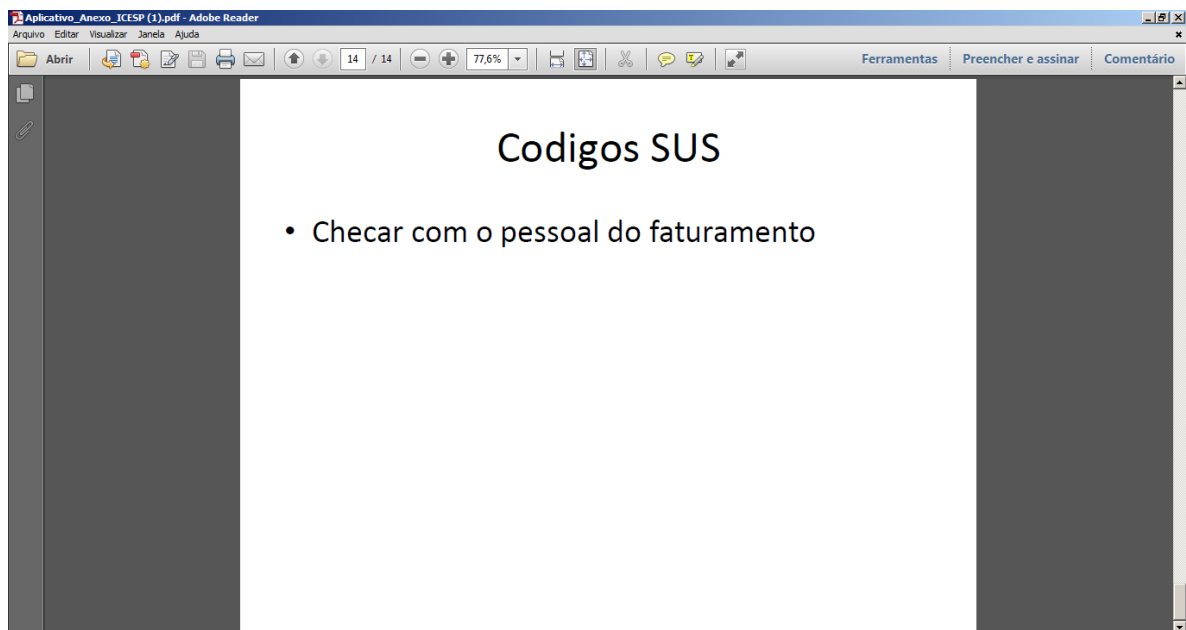 Aplicativo_Anexo_ICESP (1).pdf - Adobe Reader
Arquivo Editar Visualizar Janela Ajuda
Abrir 14 / 14 77,6% Ferramentas Preencher e assinar Comentário
Codigos SUS
• Checar com o pessoal do faturamento